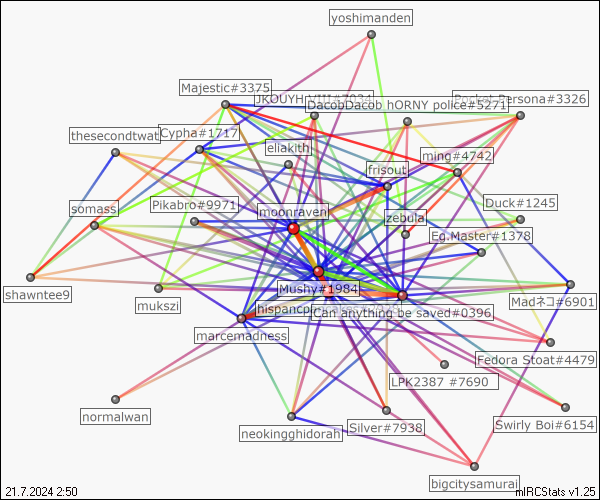 yoshimanden
Majestic#3375
JKOUYH VIII#7034
Pocket Persona#3326
DacobDacob hORNY police#5271
thesecondtwat
Cypha#1717
eliakith
ming#4742
frisout
somass
Pikabro#9971
moonraven
zebula
Duck#1245
Eg.Master#1378
shawntee9
mukszi
Mushy#1984
Madネコ#6901
hispancp
Can anything be saved#0396
marcemadness
Fedora Stoat#4479
LPK2387 #7690
normalwan
neokingghidorah
Silver#7938
Swirly Boi#6154
bigcitysamurai
21.7.2024 2:50
mIRCStats v1.25